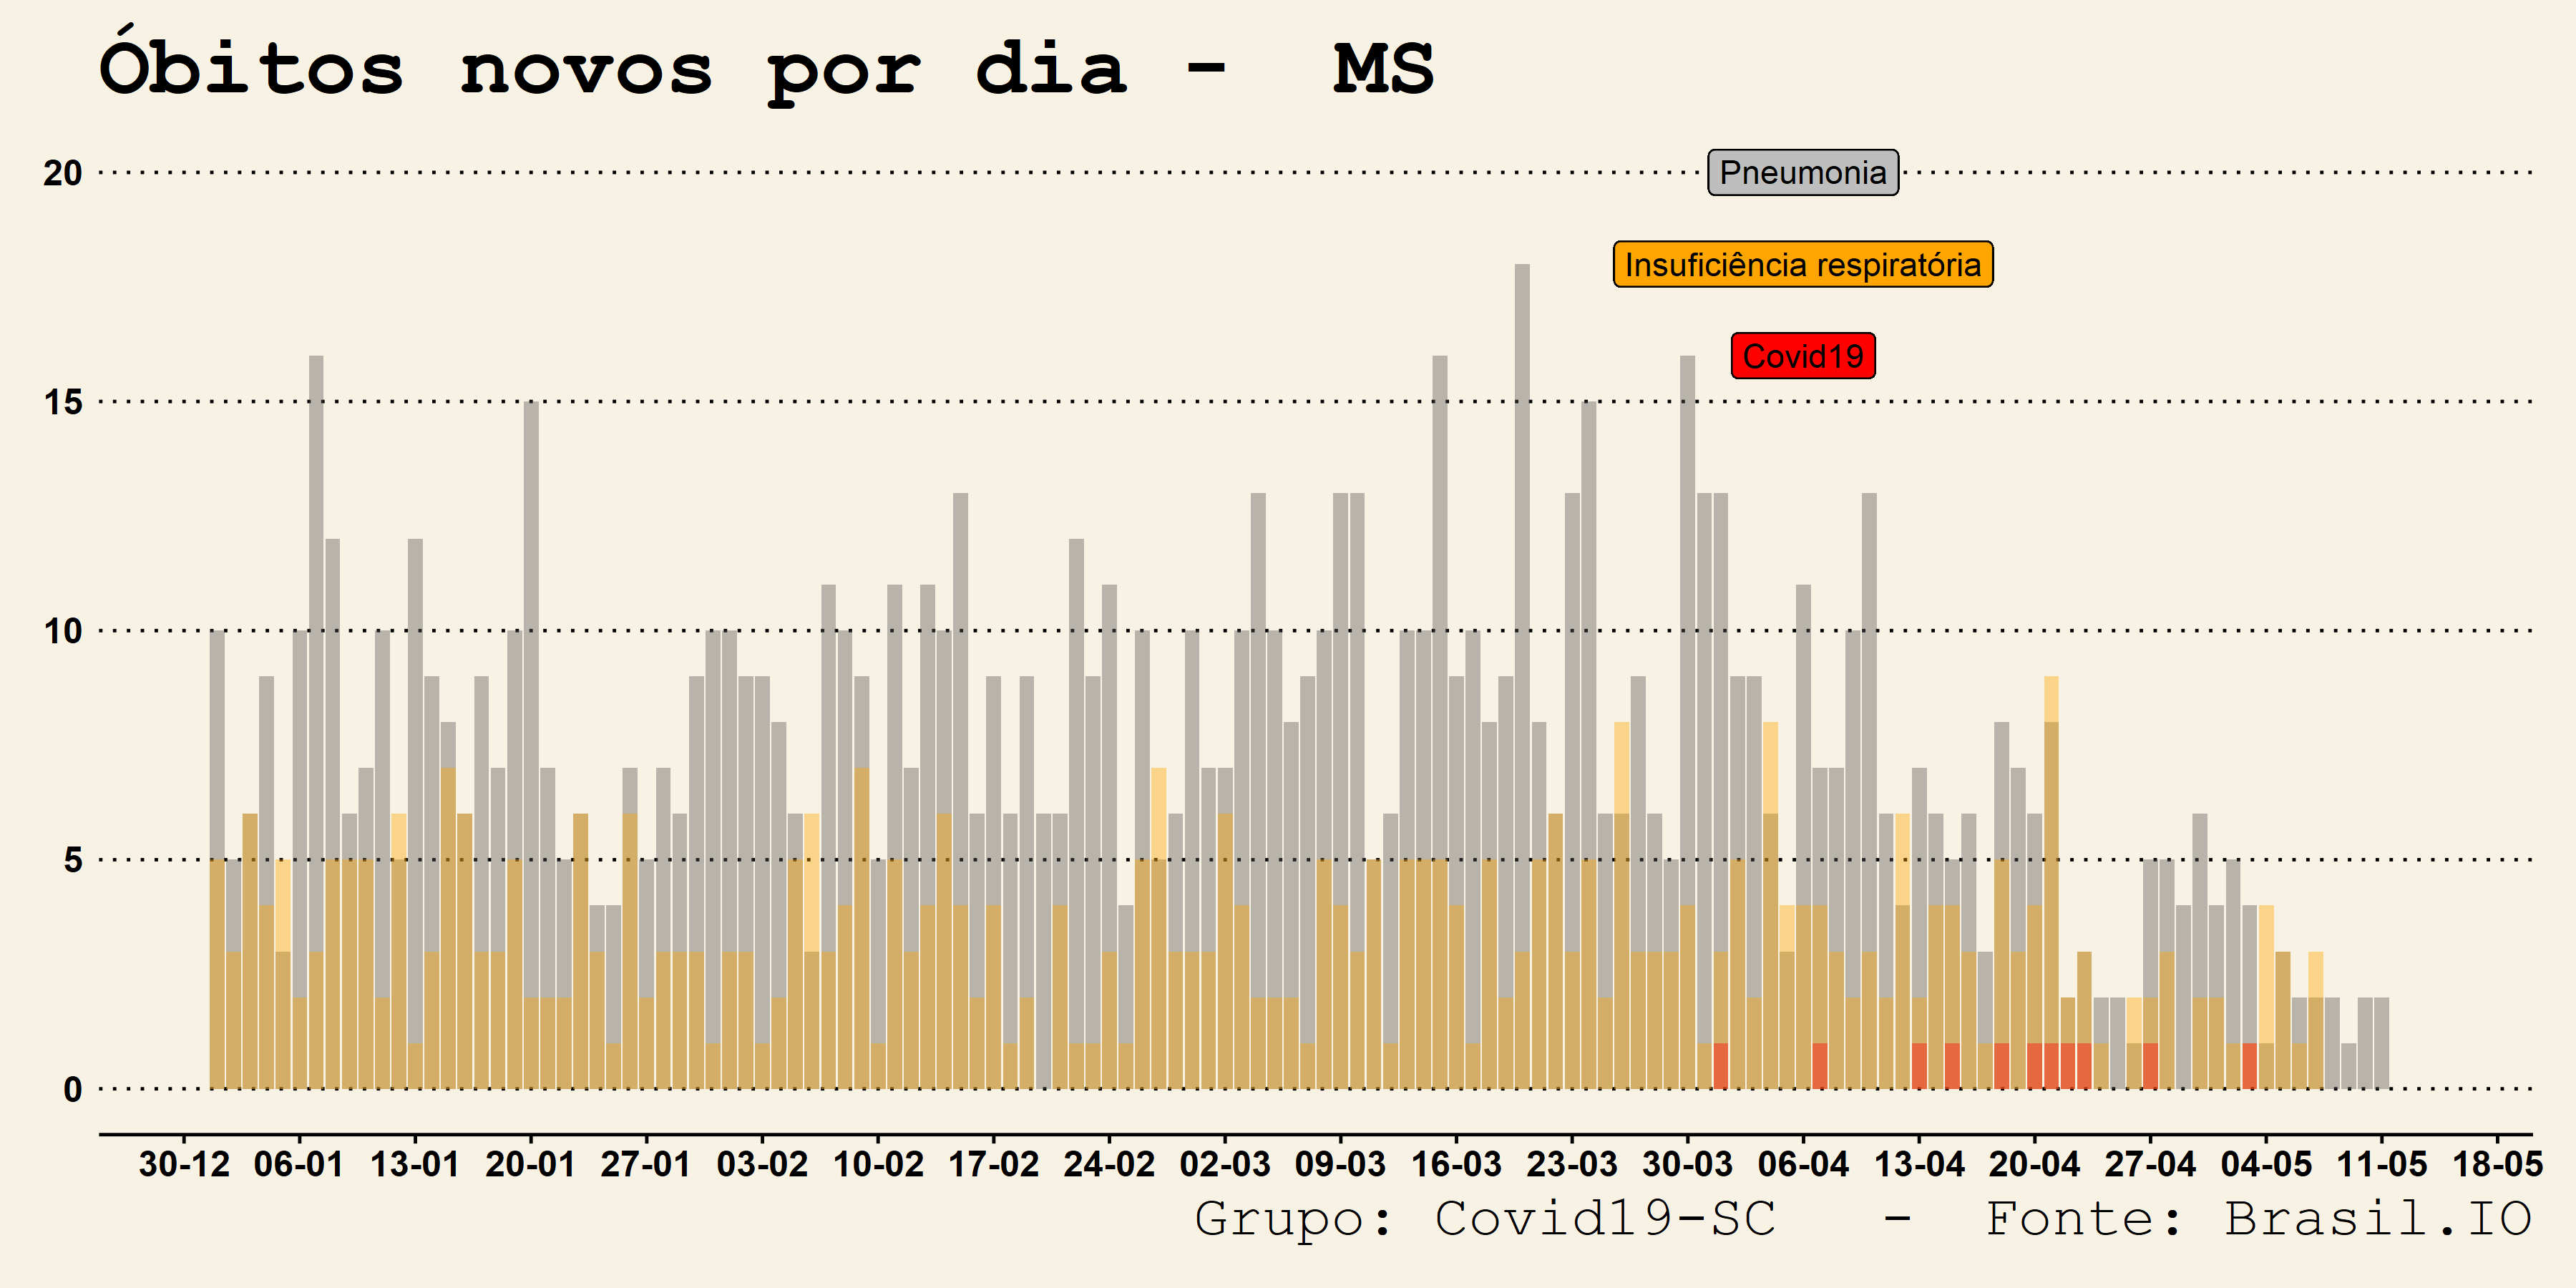 Óbitos novos por dia - MS
20
Pneumonia
Insuficiência respiratória
Covid19
15
10
5
0
30-12 06-01 13-01 20-01 27-01 03-02 10-02 17-02 24-02 02-03 09-03 16-03 23-03 30-03 06-04 13-04 20-04 27-04 04-05 11-05 18-05
Grupo: Covid19-SC - Fonte: Brasil.IO